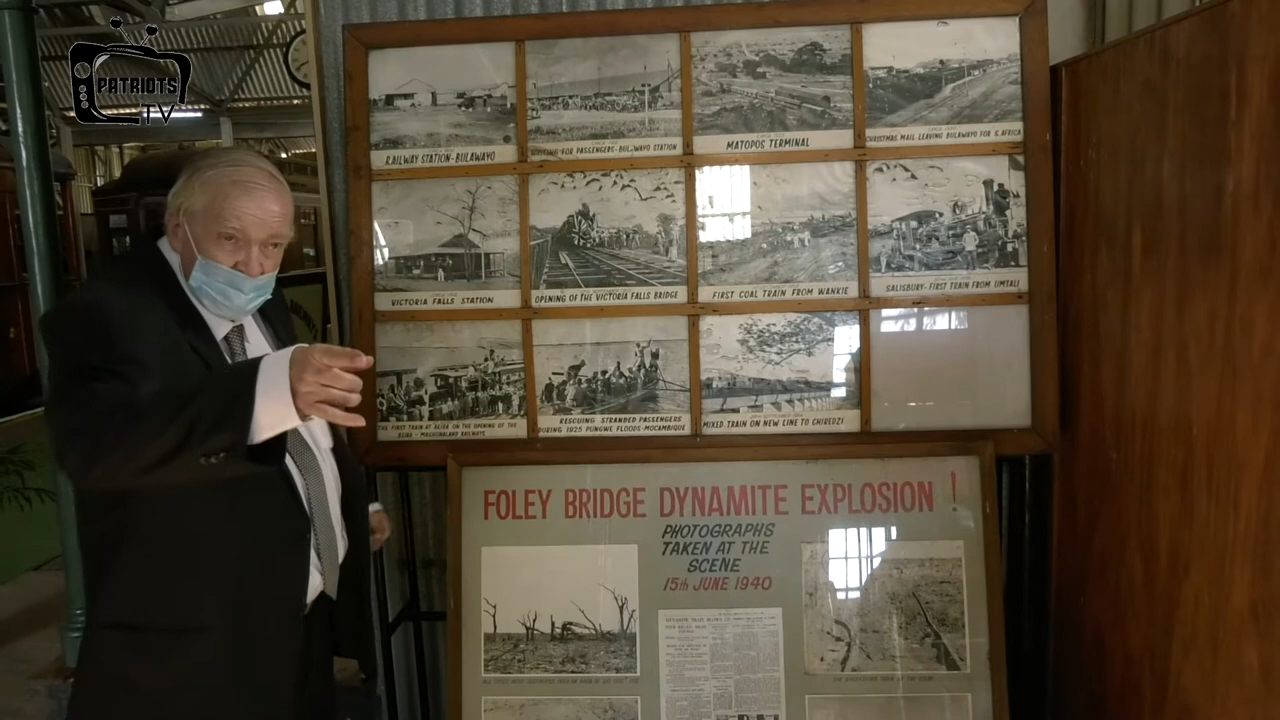 PATRIOTS
TV
RAILWAY STATION-BULAWAYO
FOR PASSENGERS-BULAWAYO STATION
MATOPOS TERMINAL
CHRISTMAS MAIL LEAVING BULAWAYO FOR S.AFRICA
VICTORIA FALLS STATION
OPENING OF THE VICTORIA FALLS BRIDGE
FIRST COAL TRAIN FROM WANKIE
SALISBURY-FIRST TRAIN FROM UMTALI
THE FIRST TRAIN AT BEIRA ON THE OPENING OF THE
BEIRA - MASHONALAND RAILWAYS
RESCUING STRANDED PASSENGERS
DURING 1925 PUNGWE FLOODS-MOCAMBIQUE
MIXED TRAIN ON NEW LINE TO CHIREDZI
FOLEY BRIDGE DYNAMITE EXPLOSION!
PHOTOGRAPHS
TAKEN AT THE
SCENE
15th JUNE 1940